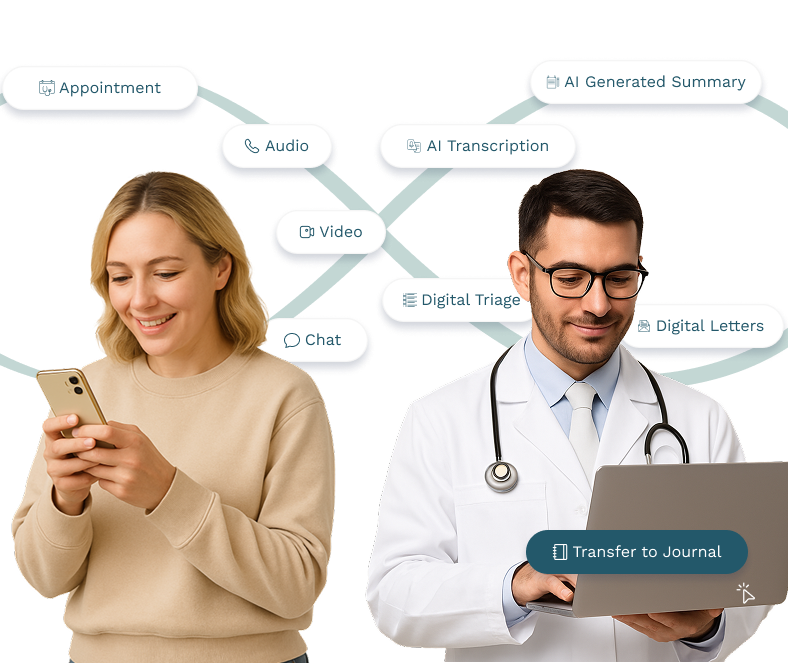 Appointment
AI Generated Summary
Audio
AI Transcription
Video
Digital Triage
Chat
Digital Letters
Transfer to Journal